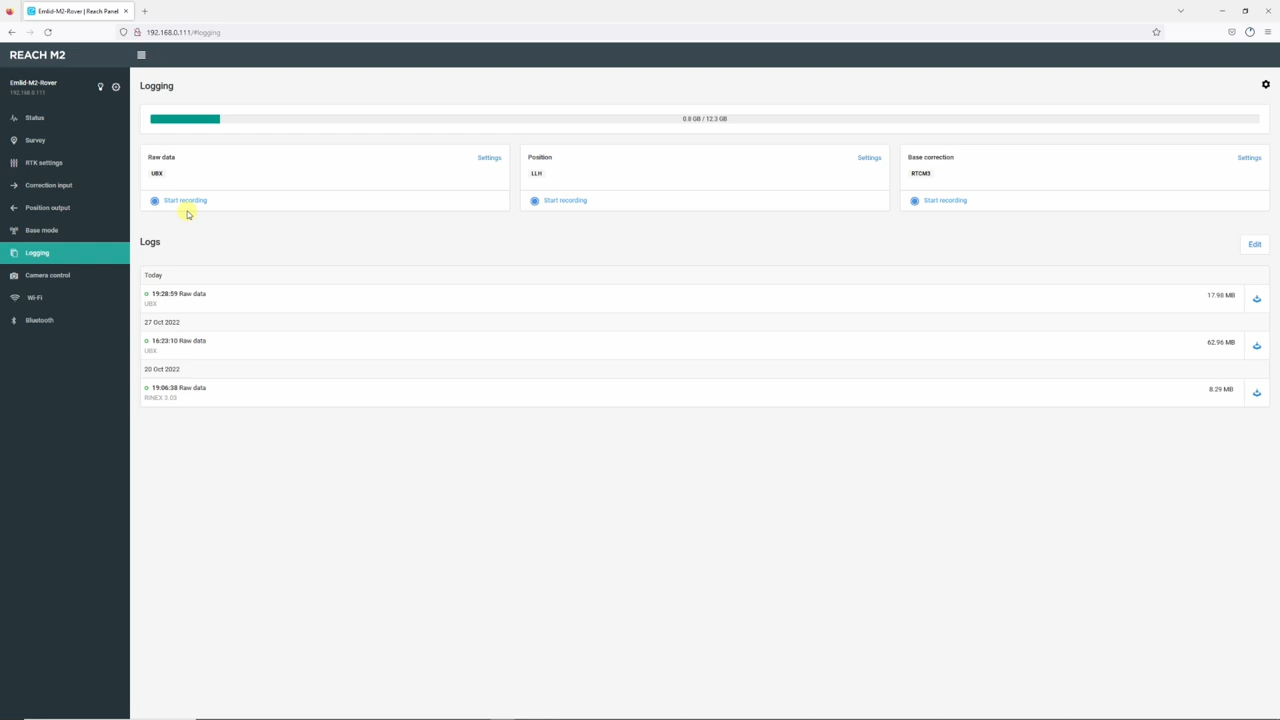 Emlid-M2-Rover | Reach Panel
192.168.0.111/#logging
REACH M2
Emlid-M2-Rover
192.168.0.111
Status
Survey
RTK settings
Correction input
Position output
Base mode
Logging
Camera control
Wi-Fi
Bluetooth
Logging
0.8 GB / 12.3 GB
Raw data Settings
UBX
Start recording
Position Settings
LLH
Start recording
Base correction Settings
RTCM3
Start recording
Logs Edit
Today
19:28:59 Raw data 17.98 MB
UBX
27 Oct 2022
16:23:10 Raw data 62.96 MB
UBX
20 Oct 2022
19:06:38 Raw data 8.29 MB
RINEX 3.03